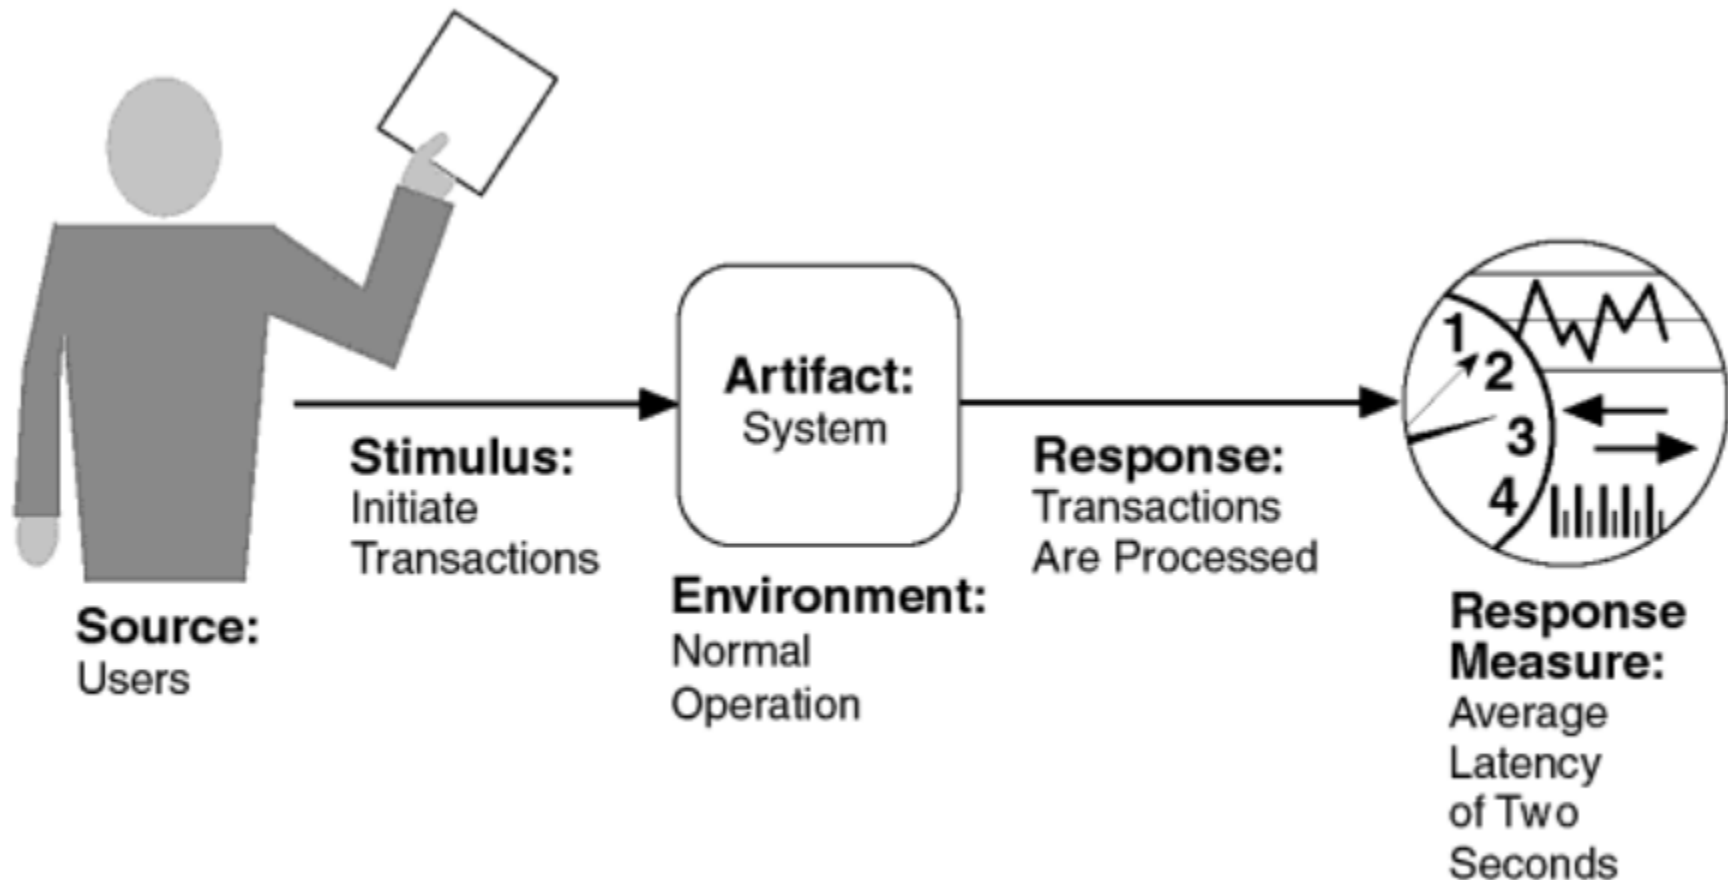 Source:
Users
Stimulus:
Initiate
Transactions
Artifact:
System
Environment:
Normal
Operation
Response:
Transactions
Are Processed
1
2
3
4
Response
Measure:
Average
Latency
of Two
Seconds